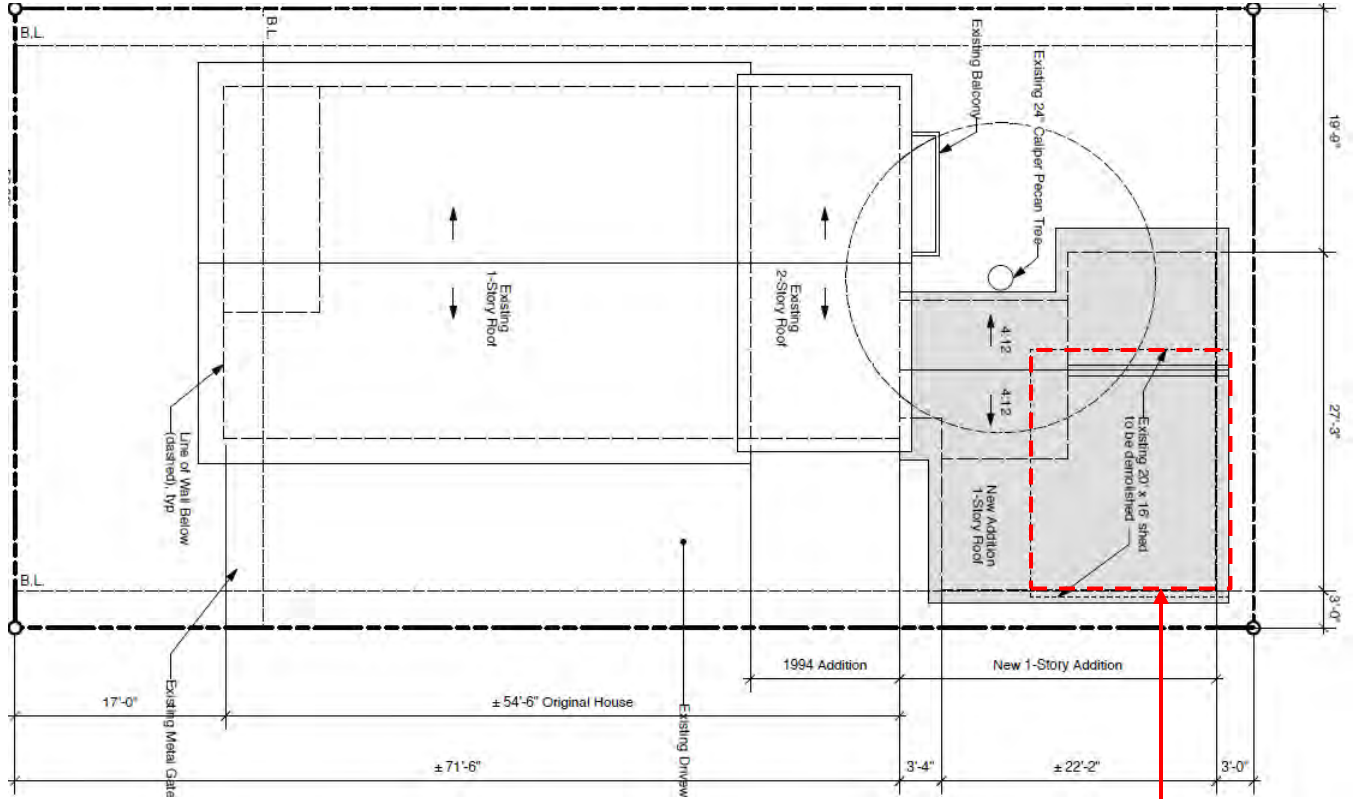 B.L.
B.L.
Existing Balcony
Existing 24" Caliper Pecan Tree
19'-9"
Existing
1-Story Roof
Existing
2-Story Roof
4:12
4:12
Existing 20' x 16' shed
to be demolished
27'-3"
Line of Wall Below
(dashed), typ
New Addition
1-Story Roof
B.L.
3'-0"
1994 Addition
New 1-Story Addition
17'-0"
± 54'-6" Original House
Existing Metal Gate
Existing
± 71'-6"
3'-4"
± 22'-2"
3'-0"